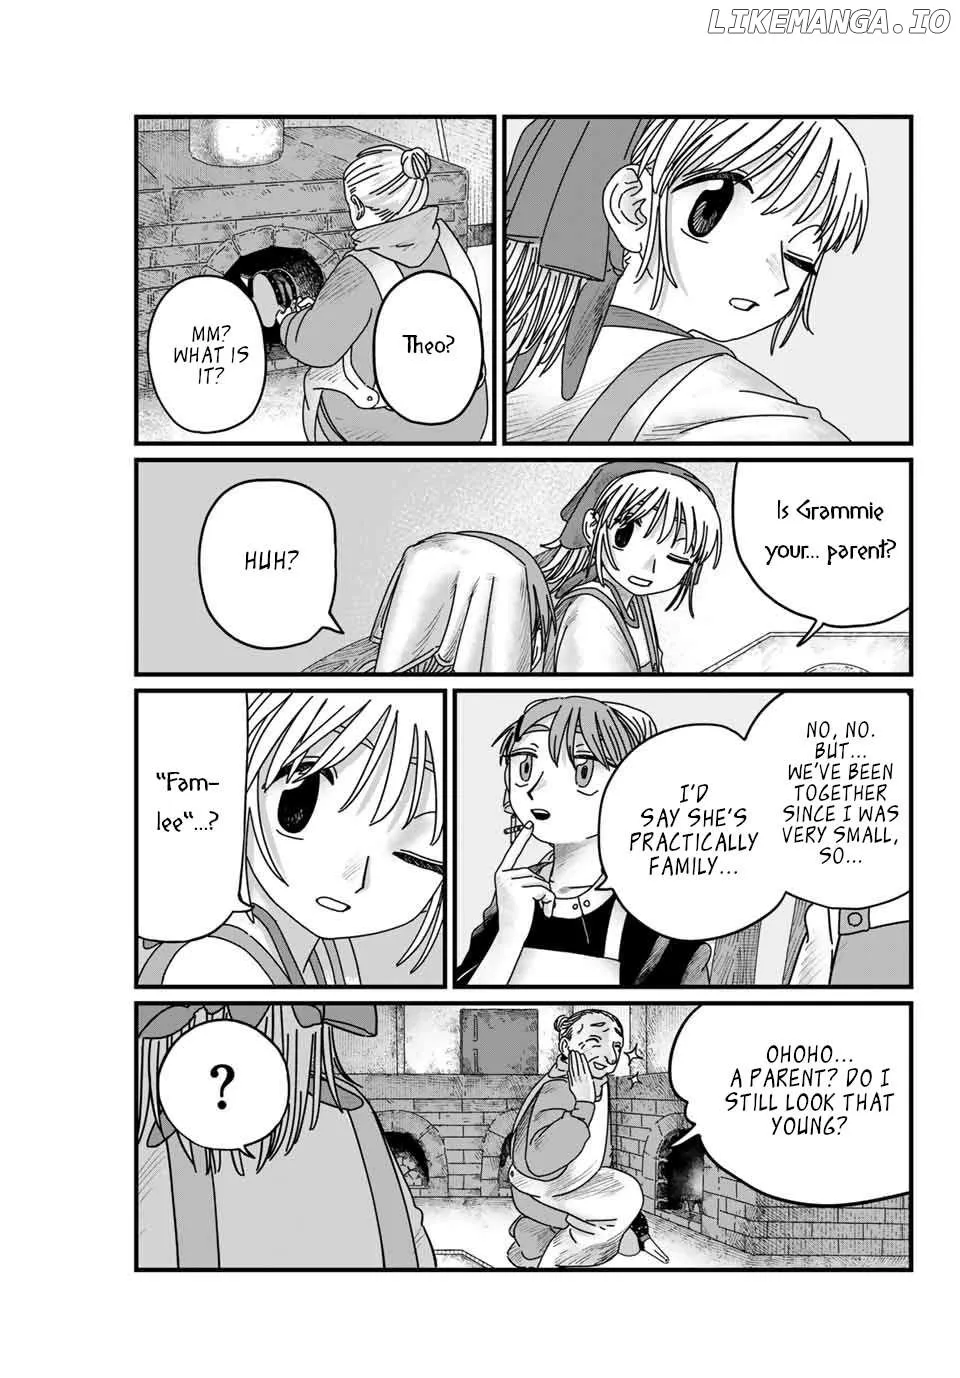 LIKEMANGA.IO
Theo?
MM?
WHAT IS
IT?
Is Grammie
your... parent?
HUH?
NO, NO.
BUT...
WE'VE BEEN
TOGETHER
SINCE I WAS
VERY SMALL,
SO...
I'D
SAY SHE'S
PRACTICALLY
FAMILY...
"Fam-
lee"...?
OHOHO...
A PARENT? DO I
STILL LOOK THAT
YOUNG?
?